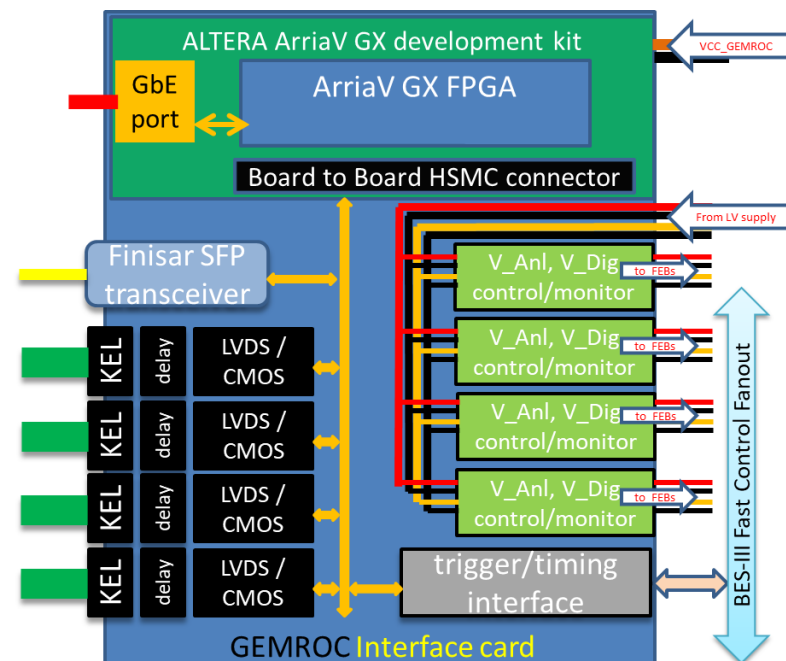 ALTERA ArriaV GX development kit
VCC_GEMROC
GbE
port
ArriaV GX FPGA
Board to Board HSMC connector
From LV supply
Finisar SFP
transceiver
V_Anl, V_Dig
control/monitor
to FEBs
V_Anl, V_Dig
control/monitor
to FEBs
V_Anl, V_Dig
control/monitor
to FEBs
V_Anl, V_Dig
control/monitor
to FEBs
KEL
delay
LVDS /
CMOS
KEL
delay
LVDS /
CMOS
KEL
delay
LVDS /
CMOS
KEL
delay
LVDS /
CMOS
trigger/timing
interface
BES-III Fast Control Fanout
GEMROC Interface card